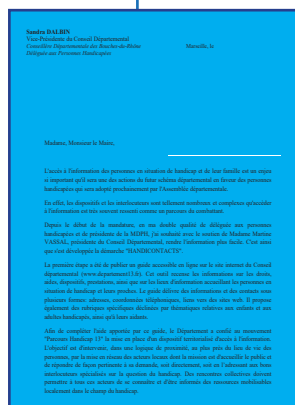 Sandra DALBIN
Vice-Présidente du Conseil Départemental
Conseillère Départementale des Bouches-du-Rhône
Déléguée aux Personnes Handicapées
Marseille, le
Madame, Monsieur le Maire,
L'accès à l'information des personnes en situation de handicap et de leur famille est un enjeu
si important qu'il sera une des actions du futur schéma départemental en faveur des personnes
handicapées qui sera adopté prochainement par l'Assemblée départementale.
En effet, les dispositifs et les interlocuteurs sont tellement nombreux et complexes qu'accéder
à l'information est très souvent ressenti comme un parcours du combattant.
Depuis le début de la mandature, en ma double qualité de déléguée aux personnes
handicapées et de présidente de la MDPH, j'ai souhaité avec le soutien de Madame Martine
VASSAL, présidente du Conseil Départemental, rendre l'information plus facile. C'est ainsi
que s'est développée la démarche "HANDICONTACTS".
La première étape a été de publier un guide accessible en ligne sur le site internet du Conseil
départemental (www.departement13.fr). Cet outil recense les informations sur les droits,
aides, dispositifs, prestations, ainsi que sur les lieux d'information accueillant les personnes en
situation de handicap et leurs proches. Le guide délivre des informations et des contacts sous
plusieurs formes: adresses, coordonnées téléphoniques, liens vers des sites web. Il propose
également des rubriques spécifiques déclinées par thématiques relatives aux enfants et aux
adultes handicapés, ainsi qu'à leurs aidants.
Afin de compléter l'aide apportée par ce guide, le Département a confié au mouvement
"Parcours Handicap 13" la mise en place d'un dispositif territorialisé d'accès à l'information.
L'objectif est d'intervenir, dans une logique de proximité, au plus près du lieu de vie des
personnes, par la mise en réseau des acteurs locaux dont la mission est d'accueillir le public et
de répondre de façon pertinente à sa demande, soit directement, soit en l'adressant aux bons
interlocuteurs spécialisés sur la question du handicap. Des rencontres collectives doivent
permettre à tous ces acteurs de se connaître et d'être informés des ressources mobilisables
localement dans le champ du handicap.